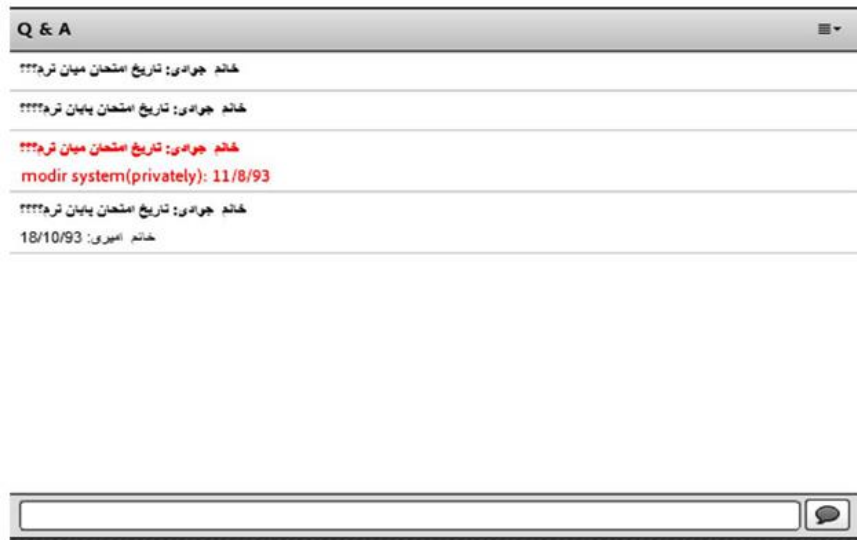 Q & A
خانم جوادی: تاریخ امتحان میان ترم؟؟؟
خانم جوادی: تاریخ امتحان پایان ترم؟؟؟؟
خانم جوادی: تاریخ امتحان میان ترم؟؟؟
modir system(privately): 11/8/93
خانم جوادی: تاریخ امتحان پایان ترم؟؟؟؟
خانم امیری: 18/10/93